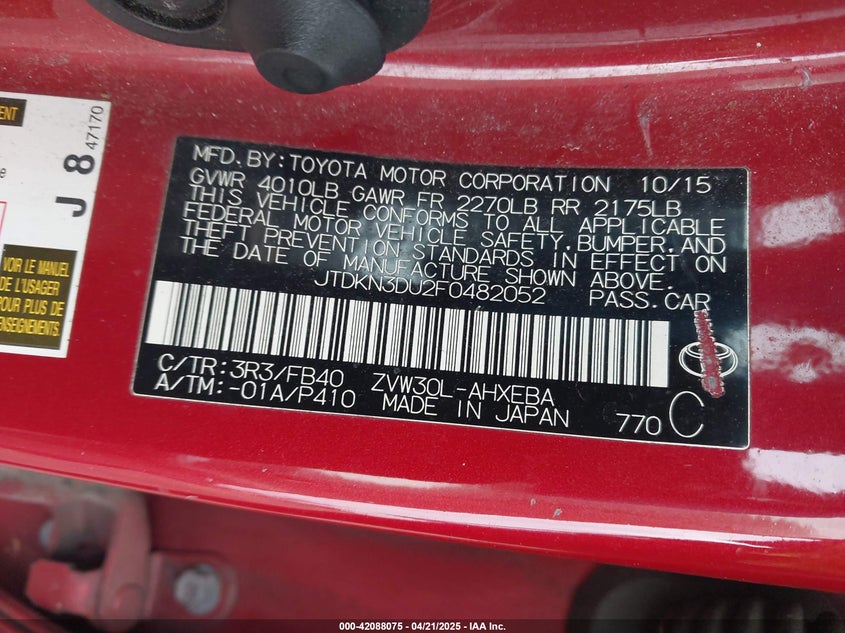 ENT
J 8 47170
VOIR LE MANUEL
DE L'USAGER
POUR PLUS DE
MFD. BY: TOYOTA MOTOR CORPORATION 10/15
GVWR 4010LB GAWR FR 2270LB RR 2175LB
THIS VEHICLE CONFORMS TO ALL APPLICABLE
FEDERAL MOTOR VEHICLE SAFETY, BUMPER, AND
THEFT PREVENTION STANDARDS IN EFFECT ON
THE DATE OF MANUFACTURE SHOWN ABOVE.
JTDKN3DU2F0482052 PASS.CAR
C/TR: 3R3/FB40 ZVW30L-AHXEBA
A/TM:-01A/P410 MADE IN JAPAN 770 C
000-42088075 - 04/21/2025 - IAA Inc.